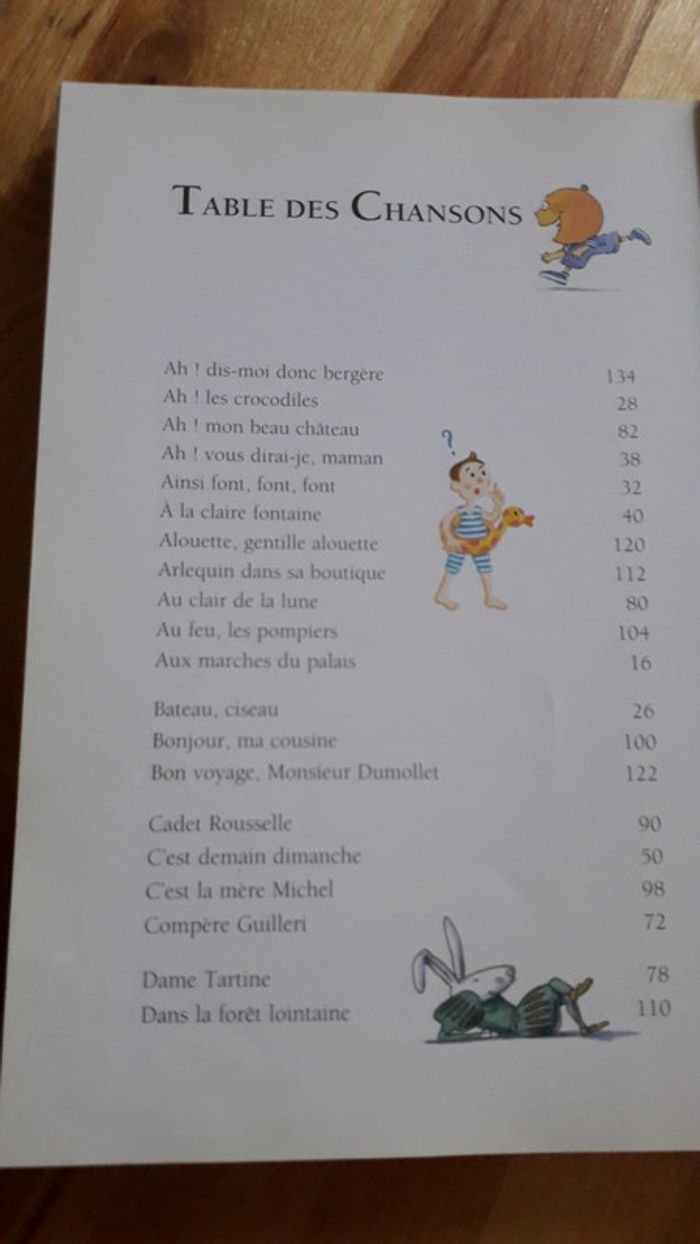 TABLE DES CHANSONS
Ah ! dis-moi donc bergère 134
Ah ! les crocodiles 28
Ah ! mon beau château 82
?
Ah ! vous dirai-je, maman 38
Ainsi font, font, font 32
À la claire fontaine 40
Alouette, gentille alouette 120
Arlequin dans sa boutique 112
Au clair de la lune 80
Au feu, les pompiers 104
Aux marches du palais 16
Bateau, ciseau 26
Bonjour, ma cousine 100
Bon voyage, Monsieur Dumollet 122
Cadet Rousselle 90
C'est demain dimanche 50
C'est la mère Michel 98
Compère Guilleri 72
Dame Tartine 78
Dans la forêt lointaine 110